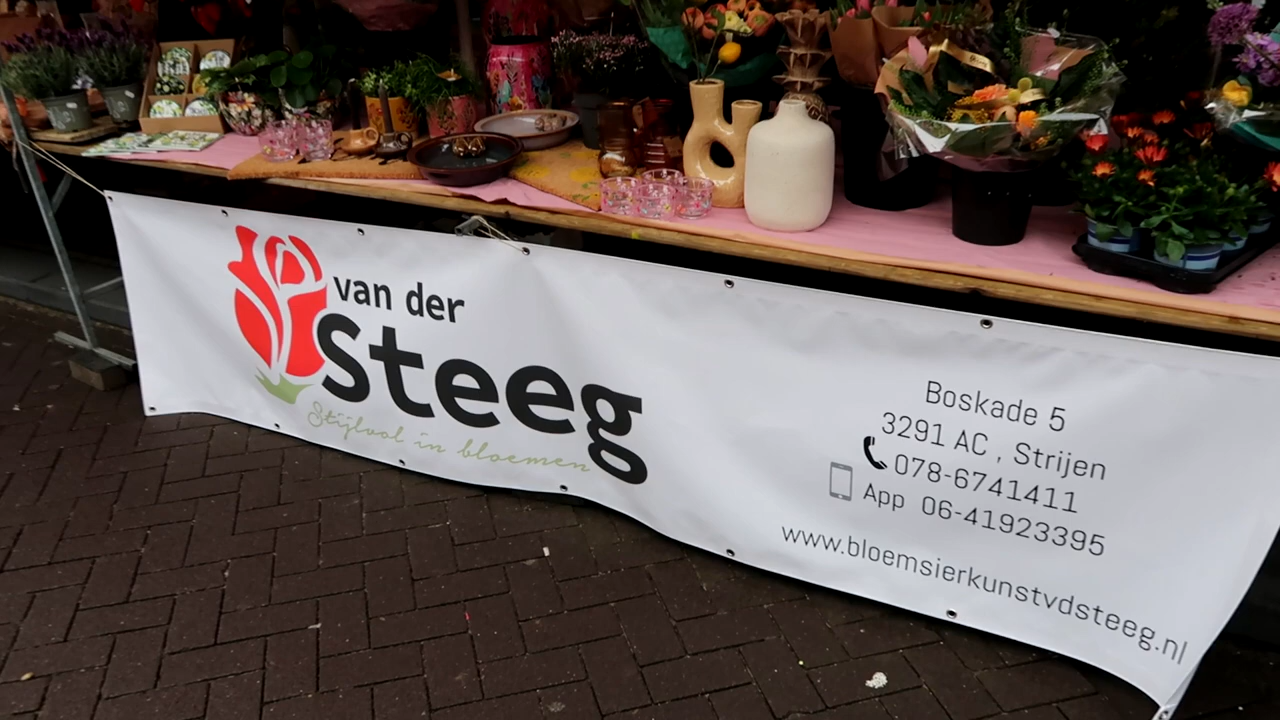 van der
Steeg
Stijlvol in bloemen
Boskade 5
3291 AC , Strijen
078-6741411
App 06-41923395
www.bloemsierkunstvdsteeg.nl